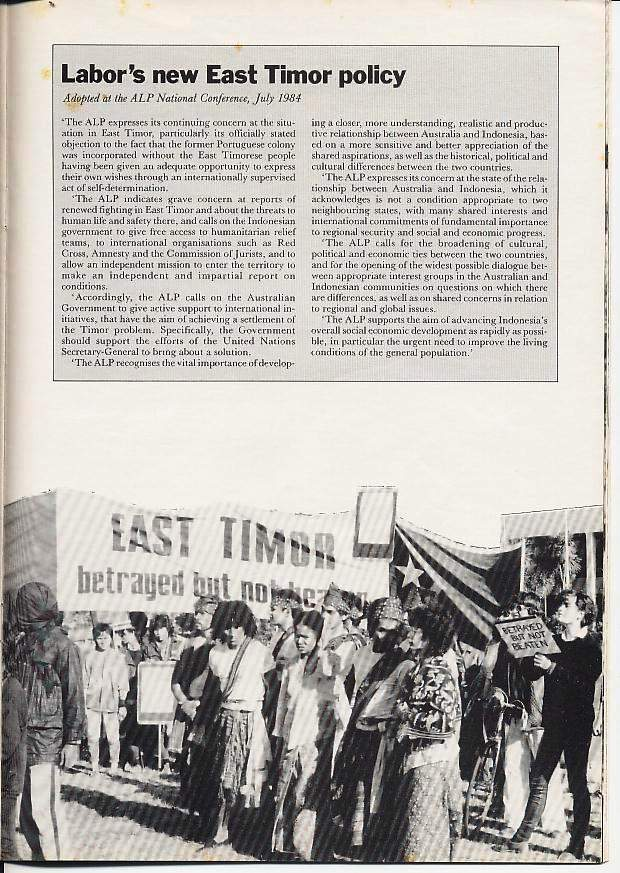 Labor's new East Timor policy
Adopted at the ALP National Conference, July 1984
'The ALP expresses its continuing concern at the situ-
ation in East Timor, particularly its officially stated
objection to the fact that the former Portuguese colony
was incorporated without the East Timorese people
having been given an adequate opportunity to express
their own wishes through an internationally supervised
act of self-determination.
'The ALP indicates grave concern at reports of
renewed fighting in East Timor and about the threats to
human life and safety there, and calls on the Indonesian
government to give free access to humanitarian relief
teams, to international organisations such as Red
Cross, Amnesty and the Commission of Jurists, and to
allow an independent mission to enter the territory to
make an independent and impartial report on
conditions.
'Accordingly, the ALP calls on the Australian
Government to give active support to international in-
itiatives, that have the aim of achieving a settlement of
the Timor problem. Specifically, the Government
should support the efforts of the United Nations
Secretary-General to bring about a solution.
'The ALP recognises the vital importance of develop-
ing a closer, more understanding, realistic and produc-
tive relationship between Australia and Indonesia, bas-
ed on a more sensitive and better appreciation of the
shared aspirations, as well as the historical, political and
cultural differences between the two countries.
'The ALP expresses its concern at the state of the rela-
tionship between Australia and Indonesia, which it
acknowledges is not a condition appropriate to two
neighbouring states, with many shared interests and
international commitments of fundamental importance
to regional security and social and economic progress.
'The ALP calls for the broadening of cultural,
political and economic ties between the two countries,
and for the opening of the widest possible dialogue bet-
ween appropriate interest groups in the Australian and
Indonesian communities on questions on which there
are differences, as well as on shared concerns in relation
to regional and global issues.
'The ALP supports the aim of advancing Indonesia's
overall social economic development as rapidly as possi-
ble, in particular the urgent need to improve the living
conditions of the general population.'
EAST TIMOR
betrayed but not beaten
BETRAYED
BUT NOT
BEATEN